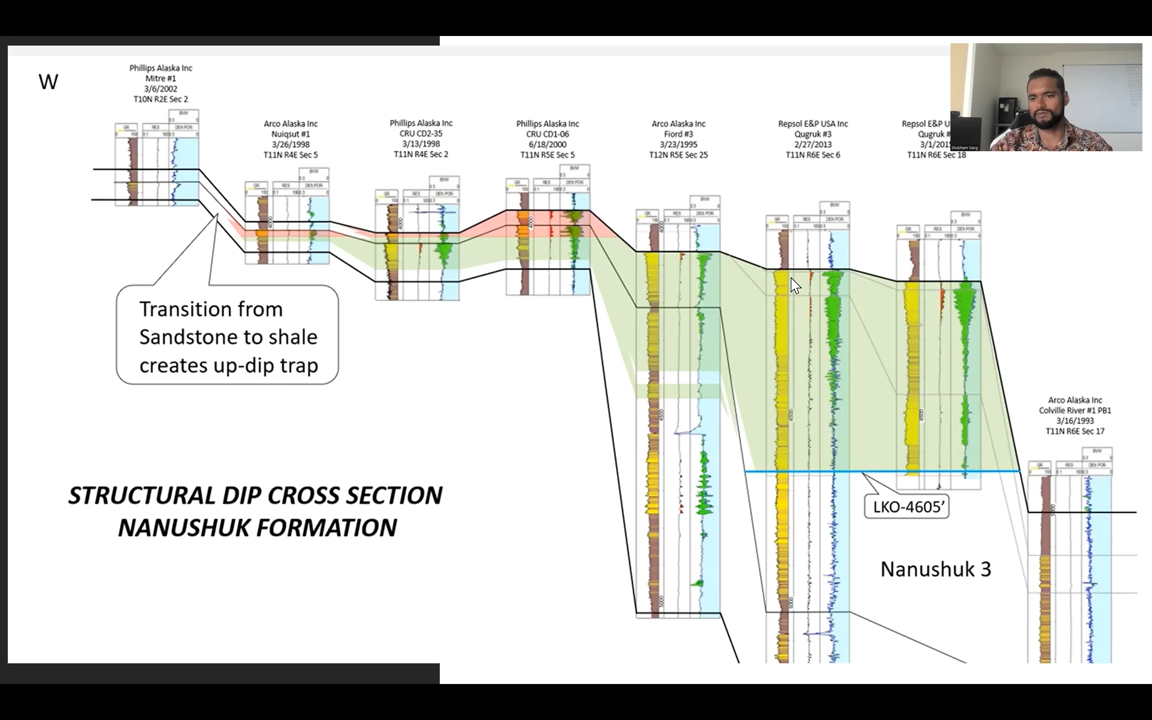 W
Phillips Alaska Inc
Mitre #1
3/6/2002
T10N R2E Sec 2
Arco Alaska Inc
Nuiqsut #1
3/26/1998
T11N R4E Sec 5
Phillips Alaska Inc
CRU CD2-35
3/13/1998
T11N R4E Sec 2
Phillips Alaska Inc
CRU CD1-06
6/18/2000
T11N R5E Sec 5
Arco Alaska Inc
Fiord #3
3/23/1995
T12N R5E Sec 25
Repsol E&P USA Inc
Qugruk #3
2/27/2013
T11N R6E Sec 6
Repsol E&P
Qugruk
3/1/201
T11N R6E Sec 18
Shubham Garg
Arco Alaska Inc
Colville River #1 PB1
3/16/1993
T11N R6E Sec 17
Transition from
Sandstone to shale
creates up-dip trap
STRUCTURAL DIP CROSS SECTION
NANUSHUK FORMATION
LKO-4605’
Nanushuk 3